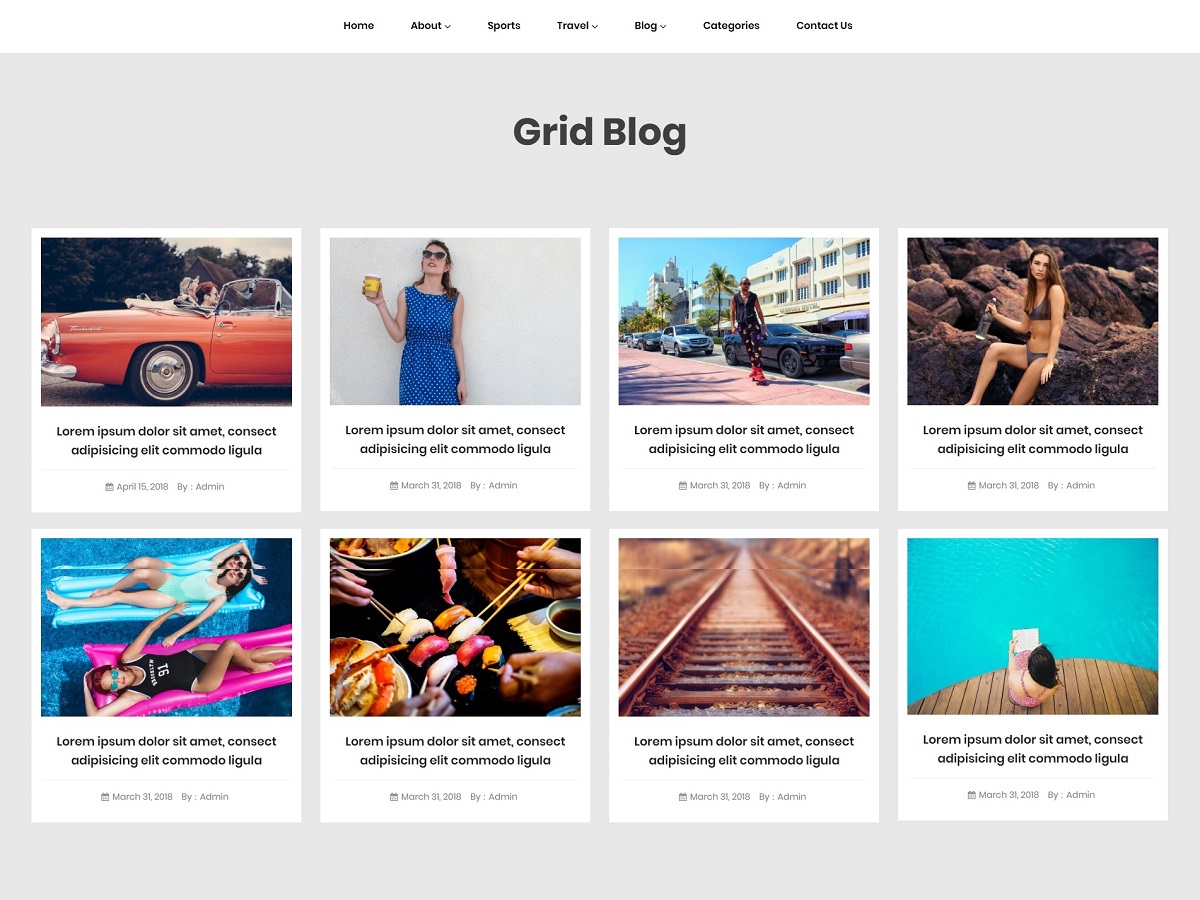 Home About Sports Travel Blog Categories Contact Us
Grid Blog
Thunderbird
Lorem ipsum dolor sit amet, consect
adipisicing elit commodo ligula
April 15, 2018 By : Admin
Lorem ipsum dolor sit amet, consect
adipisicing elit commodo ligula
March 31, 2018 By : Admin
Lorem ipsum dolor sit amet, consect
adipisicing elit commodo ligula
March 31, 2018 By : Admin
Lorem ipsum dolor sit amet, consect
adipisicing elit commodo ligula
March 31, 2018 By : Admin
BROOKLYN
TG
Lorem ipsum dolor sit amet, consect
adipisicing elit commodo ligula
March 31, 2018 By : Admin
Lorem ipsum dolor sit amet, consect
adipisicing elit commodo ligula
March 31, 2018 By : Admin
Lorem ipsum dolor sit amet, consect
adipisicing elit commodo ligula
March 31, 2018 By : Admin
Lorem ipsum dolor sit amet, consect
adipisicing elit commodo ligula
March 31, 2018 By : Admin